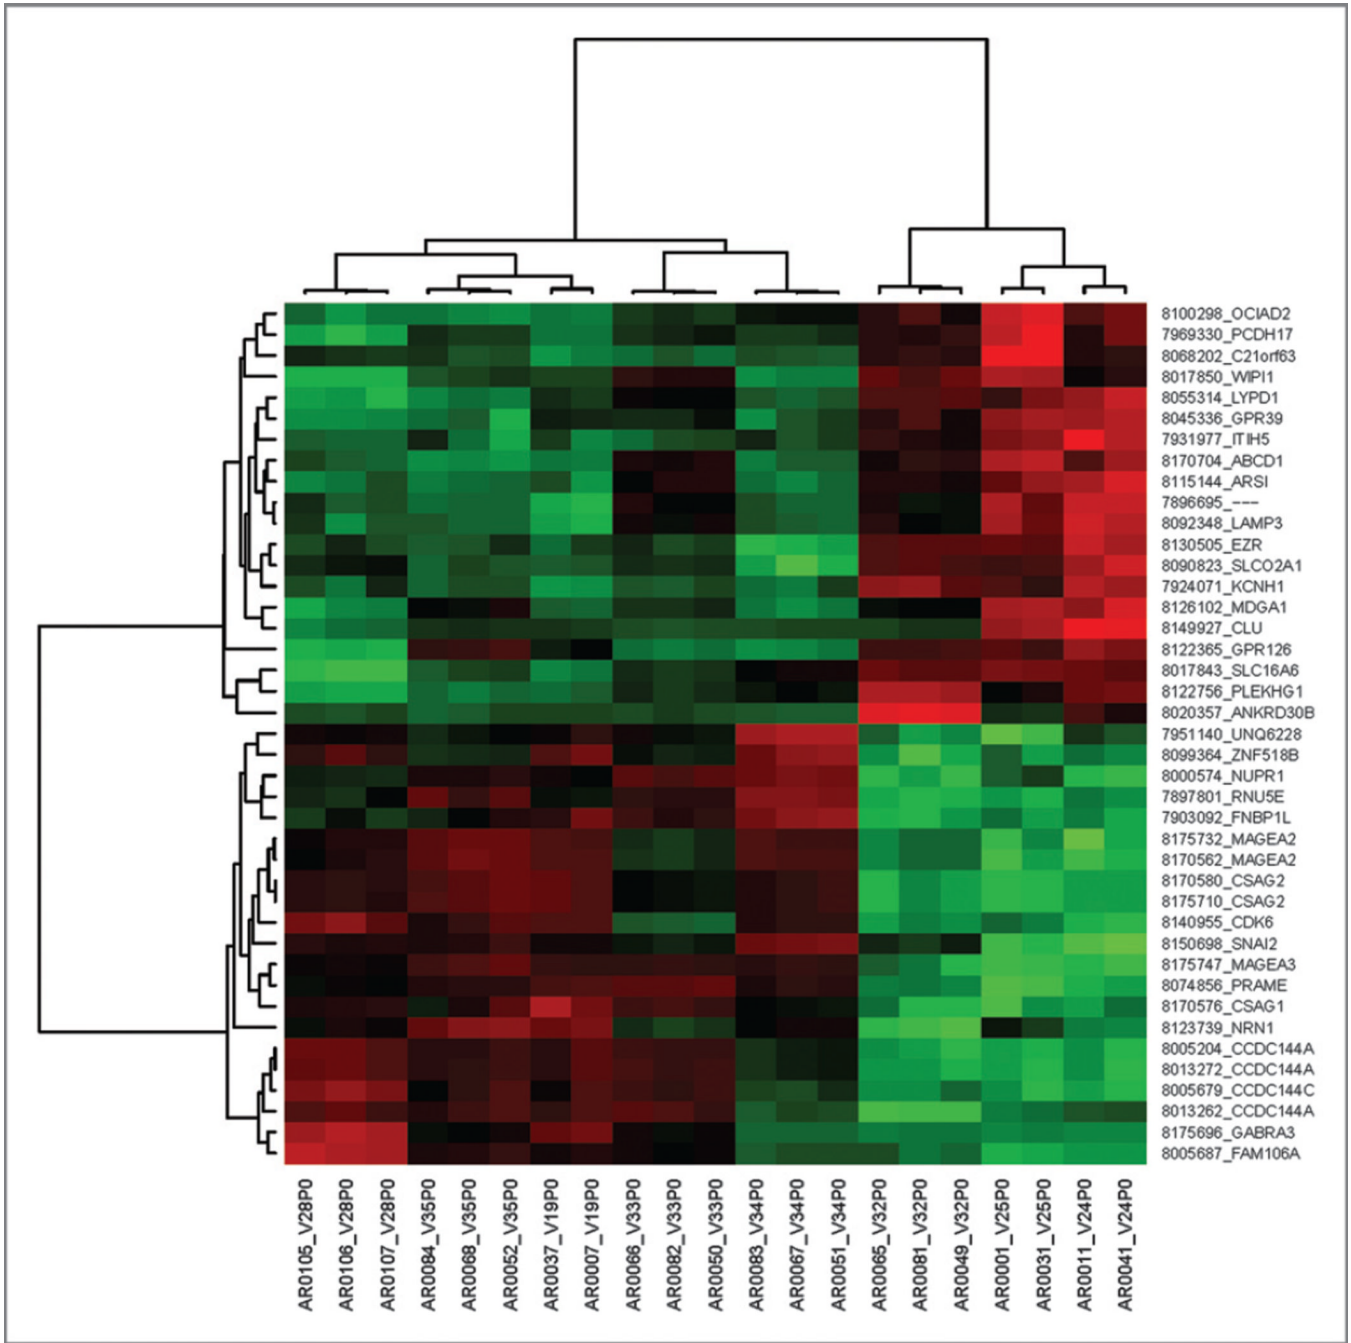 8100298_OCIAD2
7969330_PCDH17
8068202_C21orf63
8017850_WIPI1
8055314_LYPD1
8045336_GPR39
7931977_ITIH5
8170704_ABCD1
8115144_ARSI
7896695_---
8092348_LAMP3
8130505_EZR
8090823_SLCO2A1
7924071_KCNH1
8126102_MDGA1
8149927_CLU
8122365_GPR126
8017843_SLC16A6
8122756_PLEKHG1
8020357_ANKRD30B
7951140_UNQ6228
8099364_ZNF518B
8000574_NUPR1
7897801_RNU5E
7903092_FNBP1L
8175732_MAGEA2
8170562_MAGEA2
8170580_CSAG2
8175710_CSAG2
8140955_CDK6
8150698_SNAI2
8175747_MAGEA3
8074856_PRAME
8170576_CSAG1
8123739_NRN1
8005204_CCDC144A
8013272_CCDC144A
8005679_CCDC144C
8013262_CCDC144A
8175696_GABRA3
8005687_FAM106A
AR0105_V28P0
AR0106_V28P0
AR0107_V28P0
AR0084_V35P0
AR0068_V35P0
AR0052_V35P0
AR0037_V19P0
AR0007_V19P0
AR0066_V33P0
AR0082_V33P0
AR0050_V33P0
AR0083_V34P0
AR0067_V34P0
AR0051_V34P0
AR0065_V32P0
AR0081_V32P0
AR0049_V32P0
AR0001_V25P0
AR0031_V25P0
AR0011_V24P0
AR0041_V24P0